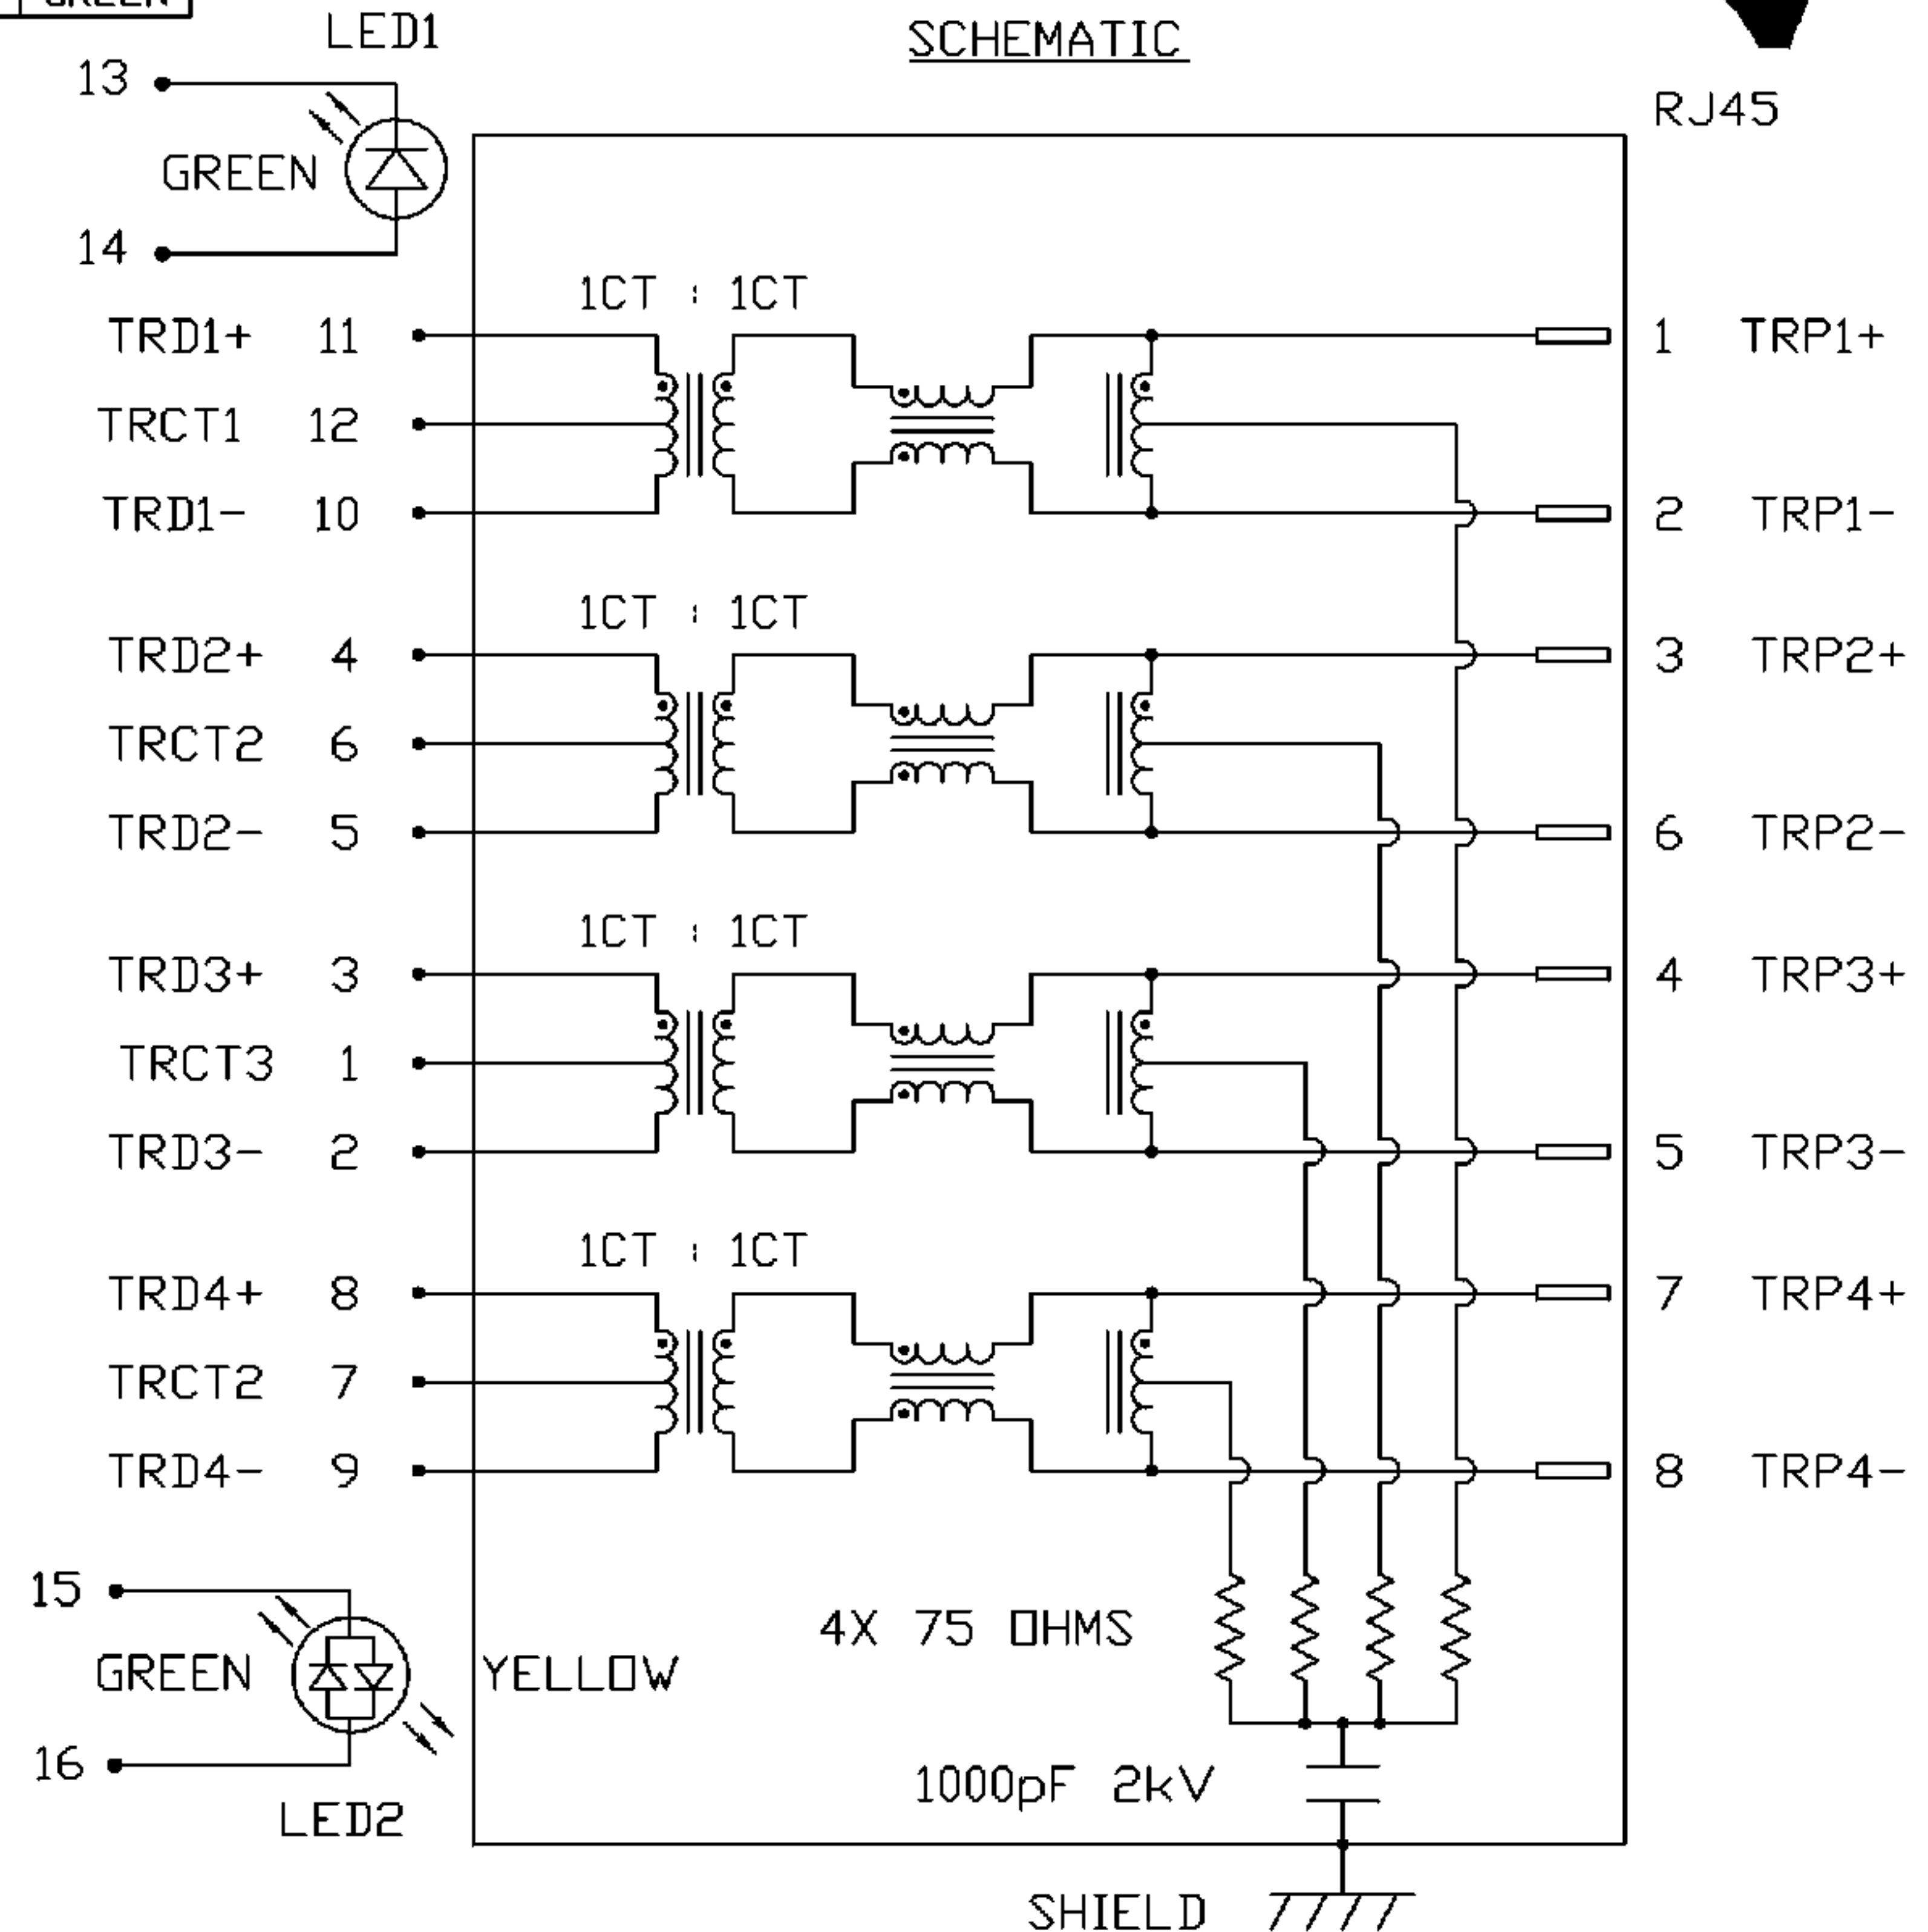 GREEN
LED1
SCHEMATIC
13
RJ45
GREEN
14
1CT : 1CT
TRD1+ 11
1 TRP1+
TRCT1 12
TRD1- 10
2 TRP1-
1CT : 1CT
TRD2+ 4
3 TRP2+
TRCT2 6
TRD2- 5
6 TRP2-
1CT : 1CT
TRD3+ 3
4 TRP3+
TRCT3 1
TRD3- 2
5 TRP3-
1CT : 1CT
TRD4+ 8
7 TRP4+
TRCT2 7
TRD4- 9
8 TRP4-
15
4X 75 OHMS
GREEN
YELLOW
16
1000pF 2kV
LED2
SHIELD